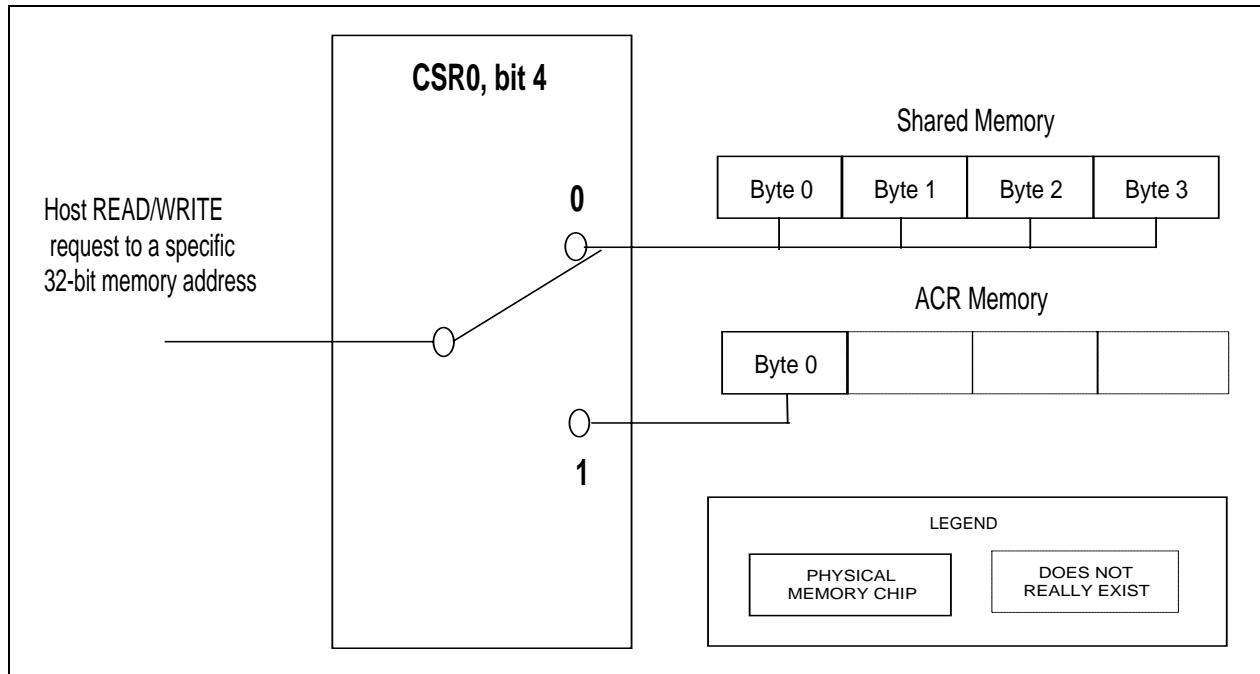 CSR0, bit 4
Shared Memory
Byte 0
Byte 1
Byte 2
Byte 3
0
Host READ/WRITE
request to a specific
32-bit memory address
ACR Memory
Byte 0
1
LEGEND
PHYSICAL
MEMORY CHIP
DOES NOT
REALLY EXIST